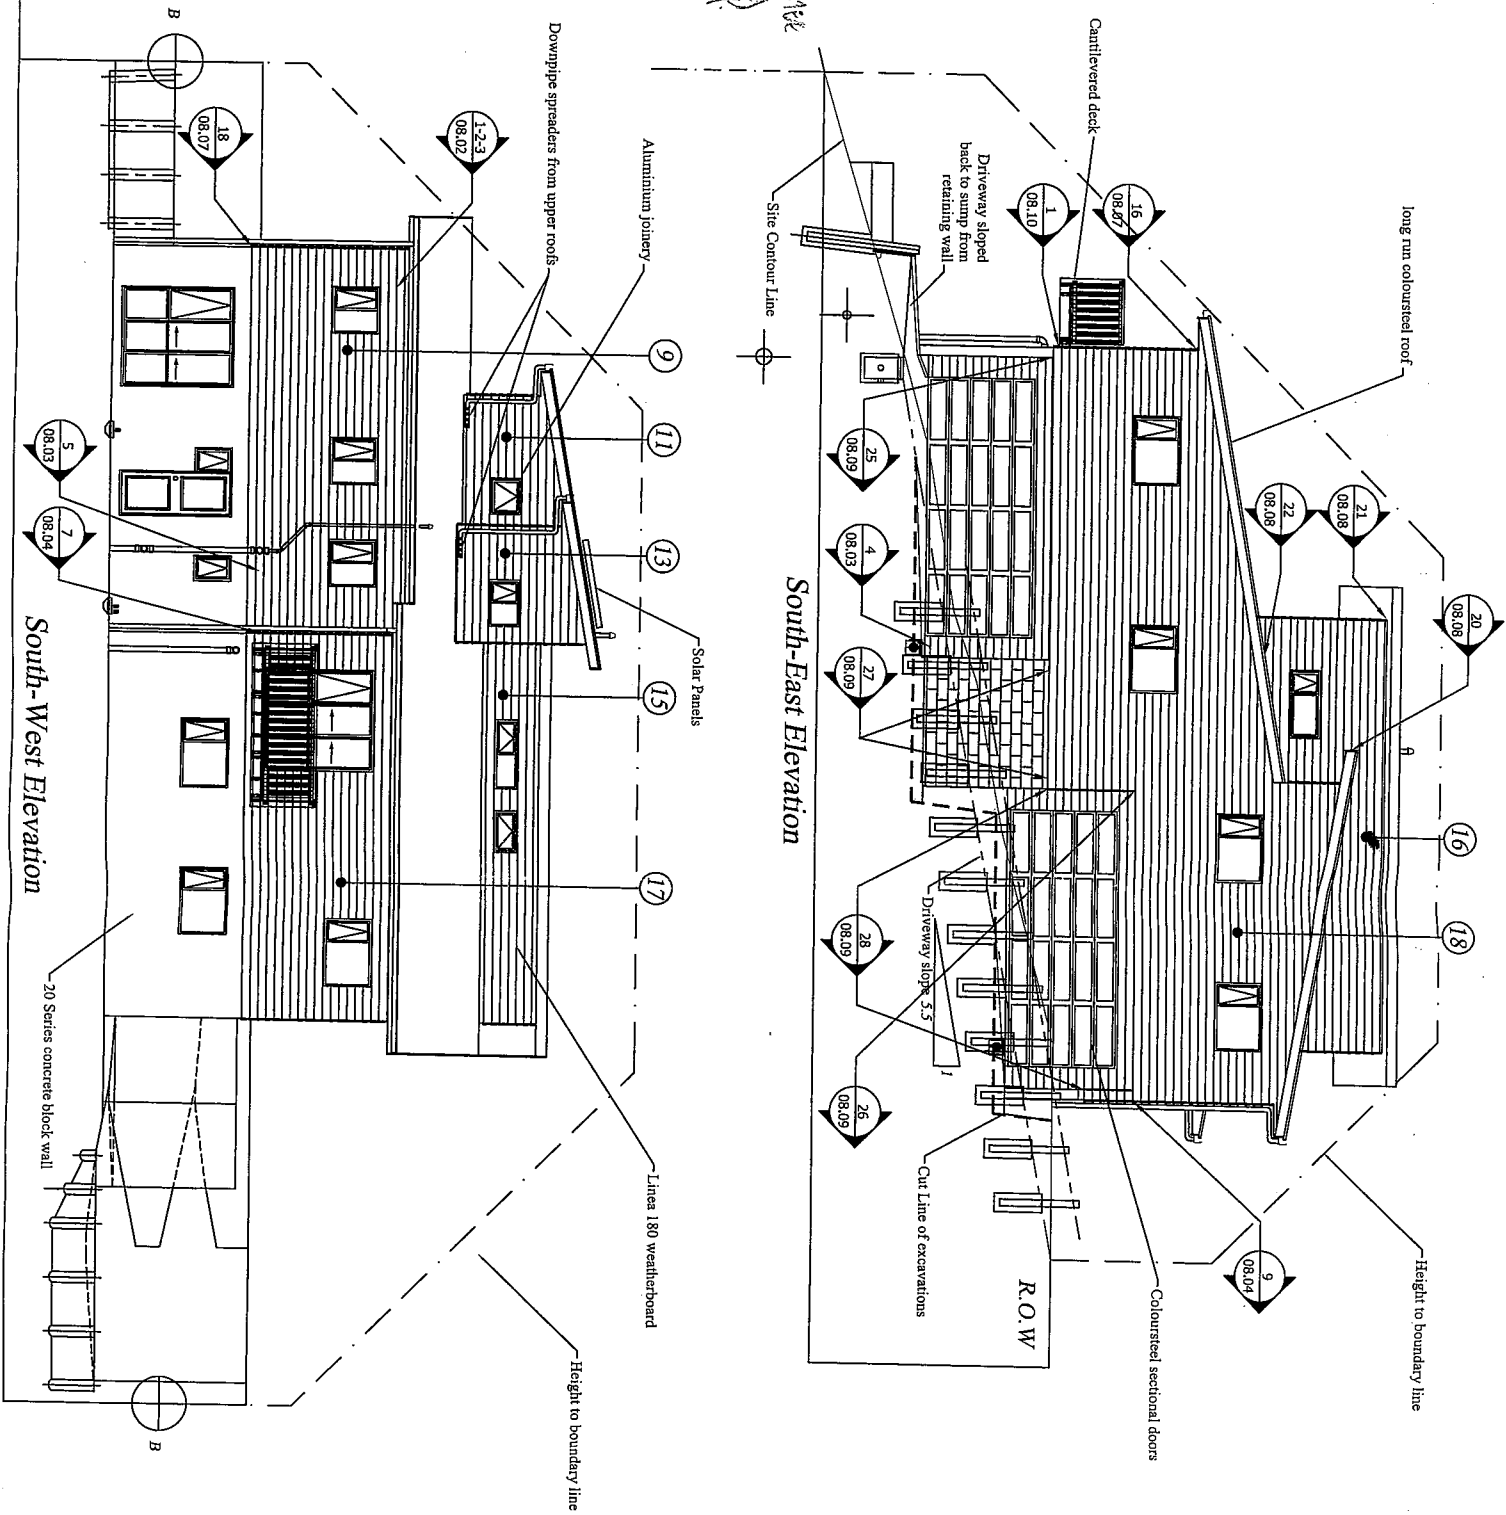 long run coloursteel roof
Cantilevered deck
16
08.07
1
08.10
Driveway sloped
back to sump from
retaining wall
Site Contour Line
21
08.08
22
08.08
20
08.08
25
08.09
4
08.03
27
08.09
28
08.09
26
08.09
9
08.04
16
18
Driveway slope 5.5
1
Height to boundary line
Coloursteel sectional doors
Cut Line of excavations
R.O.W
South-East Elevation
B
18
08.07
1-2-3
08.02
Downpipe spreaders from upper roofs
Aluminium joinery
9
11
13
15
17
Solar Panels
5
08.03
7
08.04
Linea 180 weatherboard
Height to boundary line
20 Series concrete block wall
B
South-West Elevation